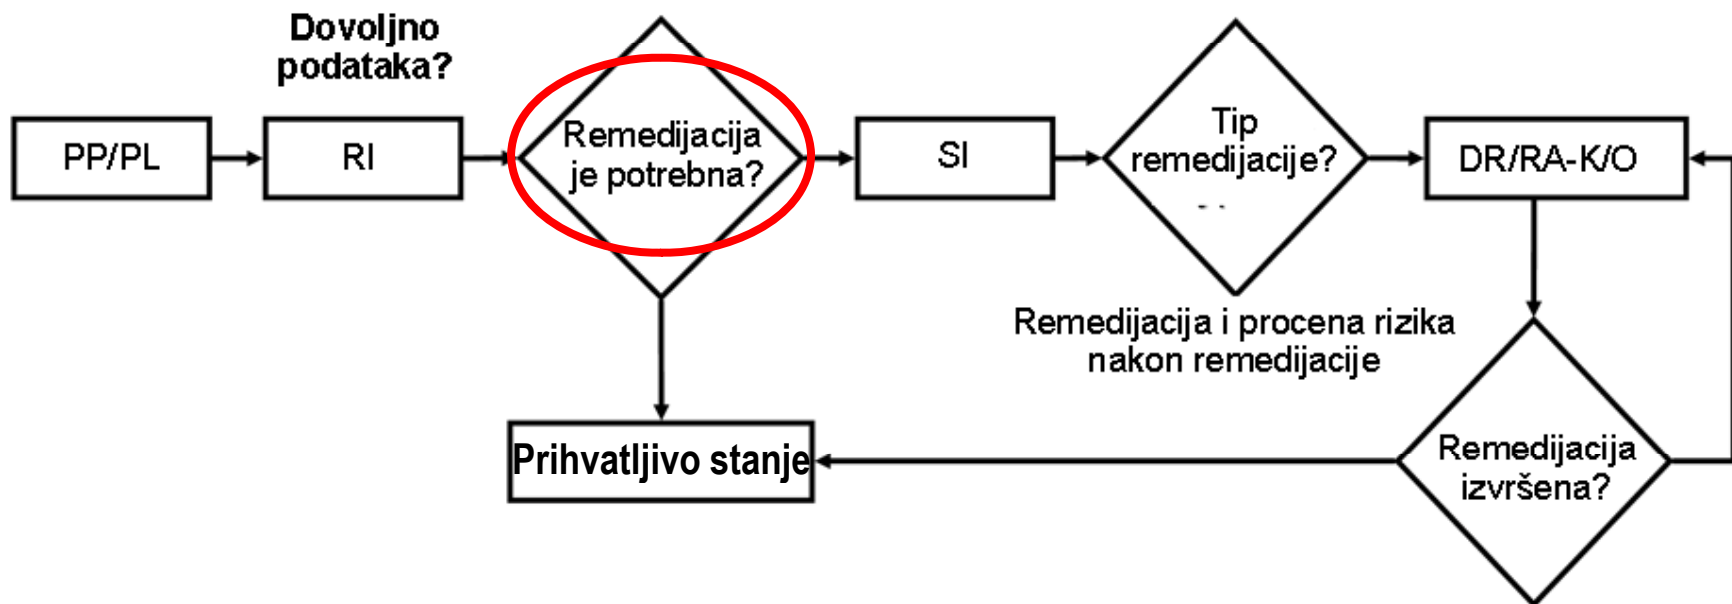 Dovoljno
podataka?
PP/PL
RI
Remedijacija
je potrebna?
SI
Tip
remedijacije?
DR/RA-K/O
Remedijacija i procena rizika
nakon remedijacije
Prihvatljivo stanje
Remedijacija
izvršena?